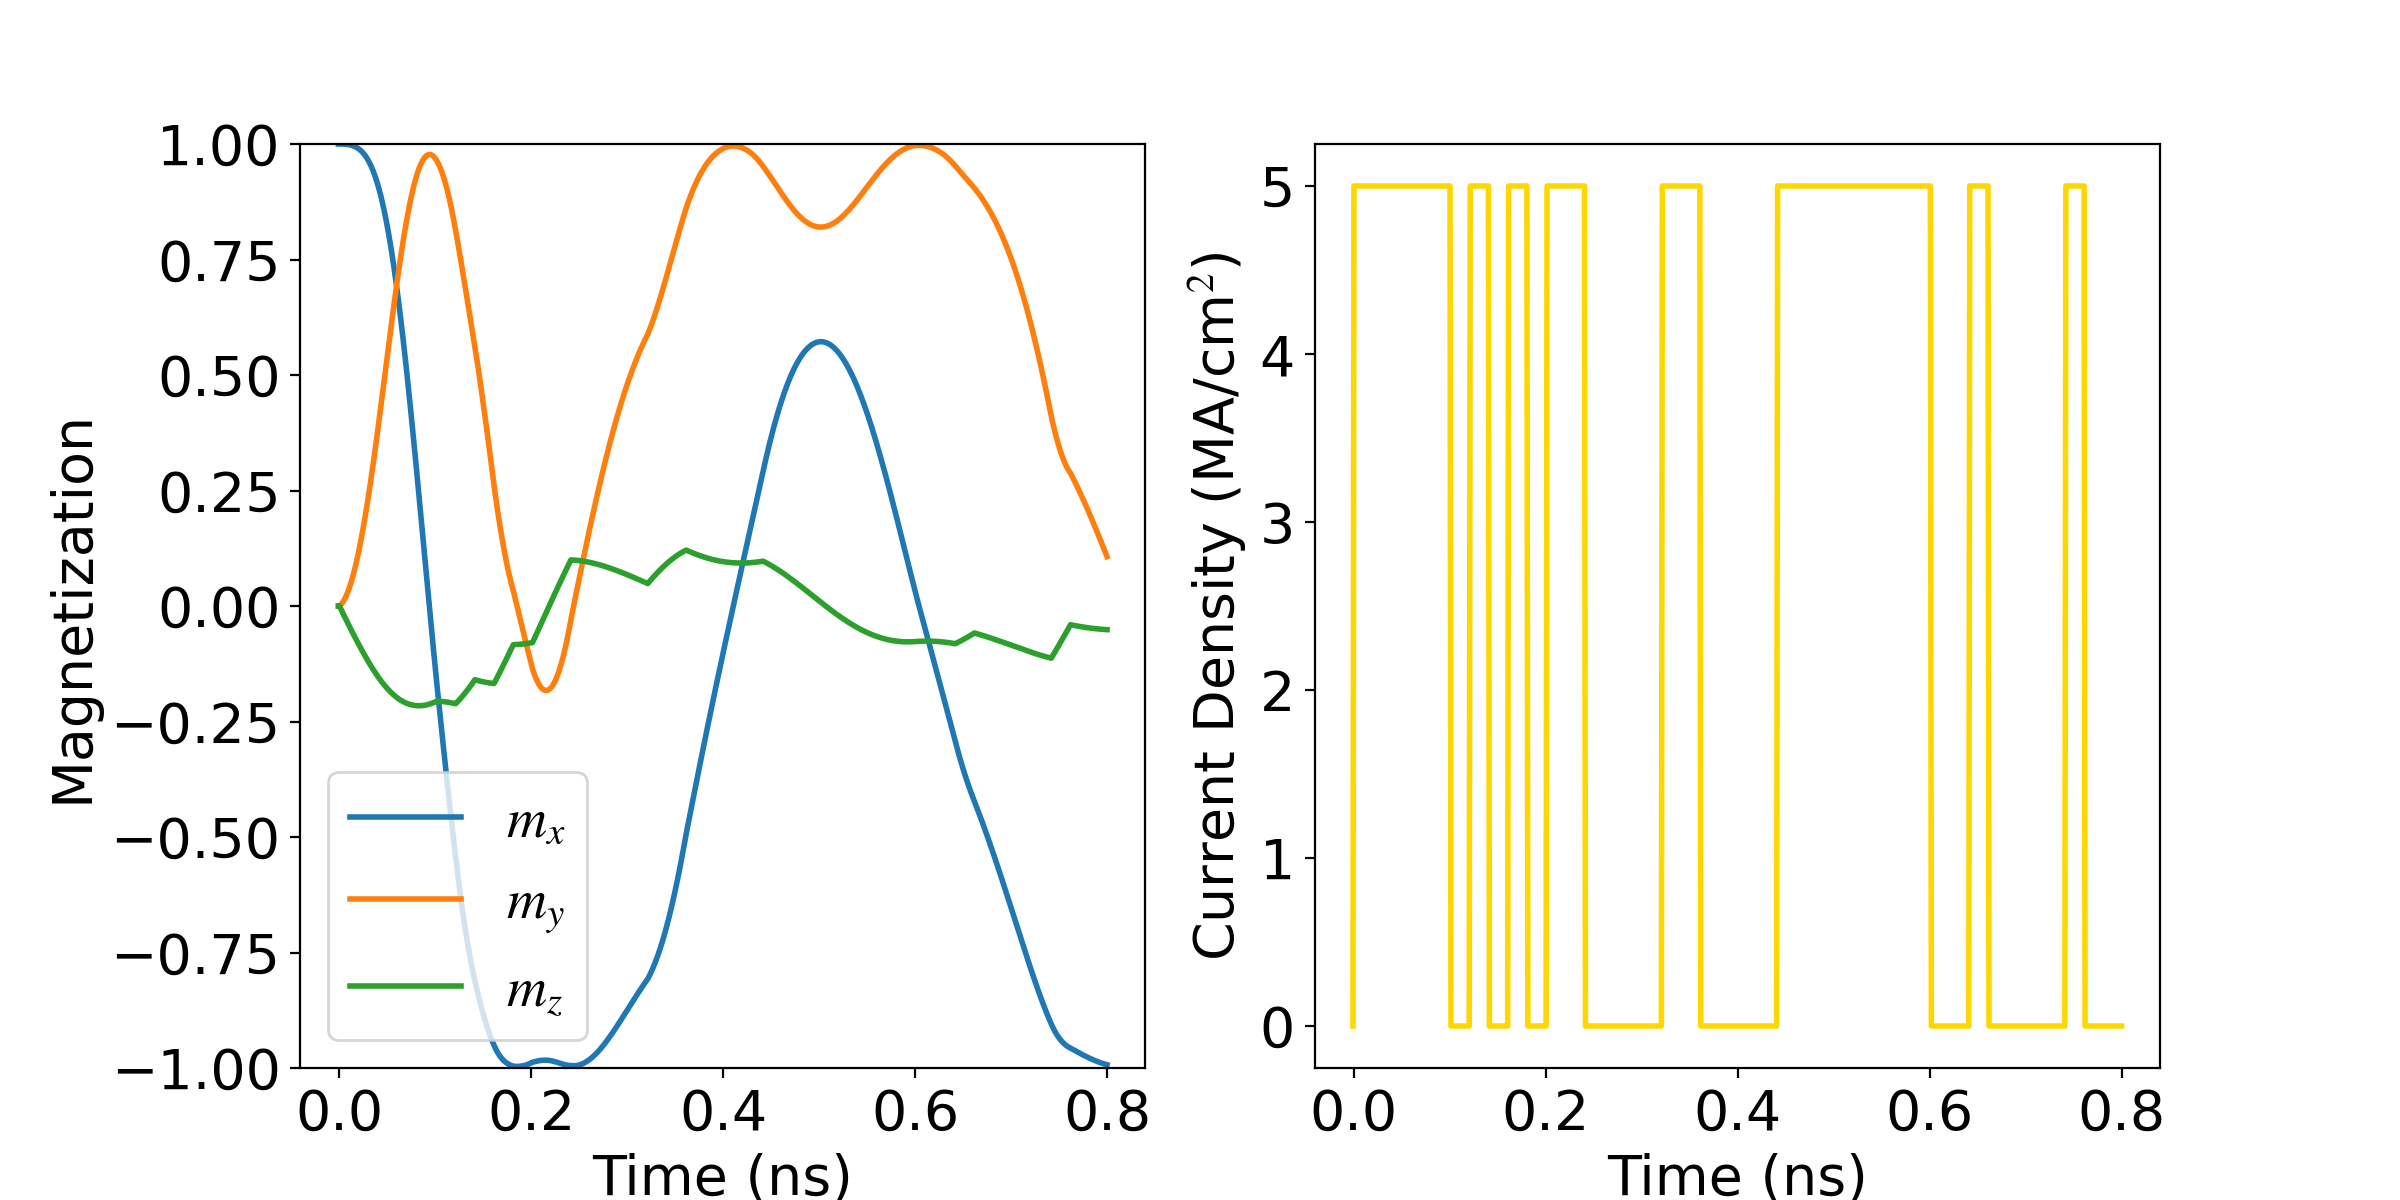 Magnetization
1.00
0.75
0.50
0.25
0.00
−0.25
−0.50
−0.75
−1.00
m_x
m_y
m_z
0.0 0.2 0.4 0.6 0.8
Time (ns)
Current Density (MA/cm²)
5
4
3
2
1
0
0.0 0.2 0.4 0.6 0.8
Time (ns)